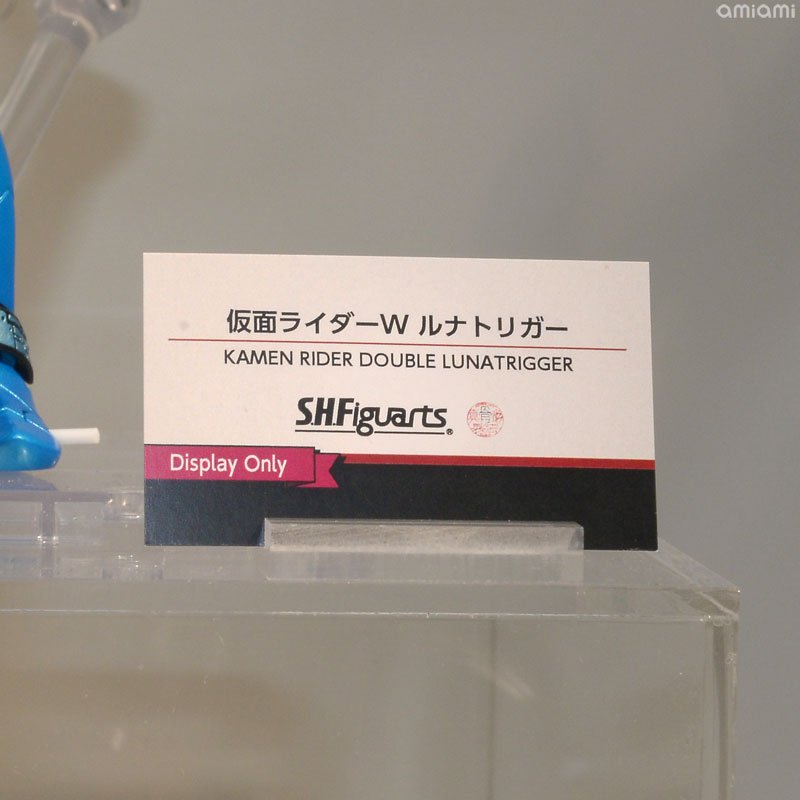 amiami
仮面ライダーW ルナトリガー
KAMEN RIDER DOUBLE LUNATRIGGER
S.H.Figuarts®
Display Only